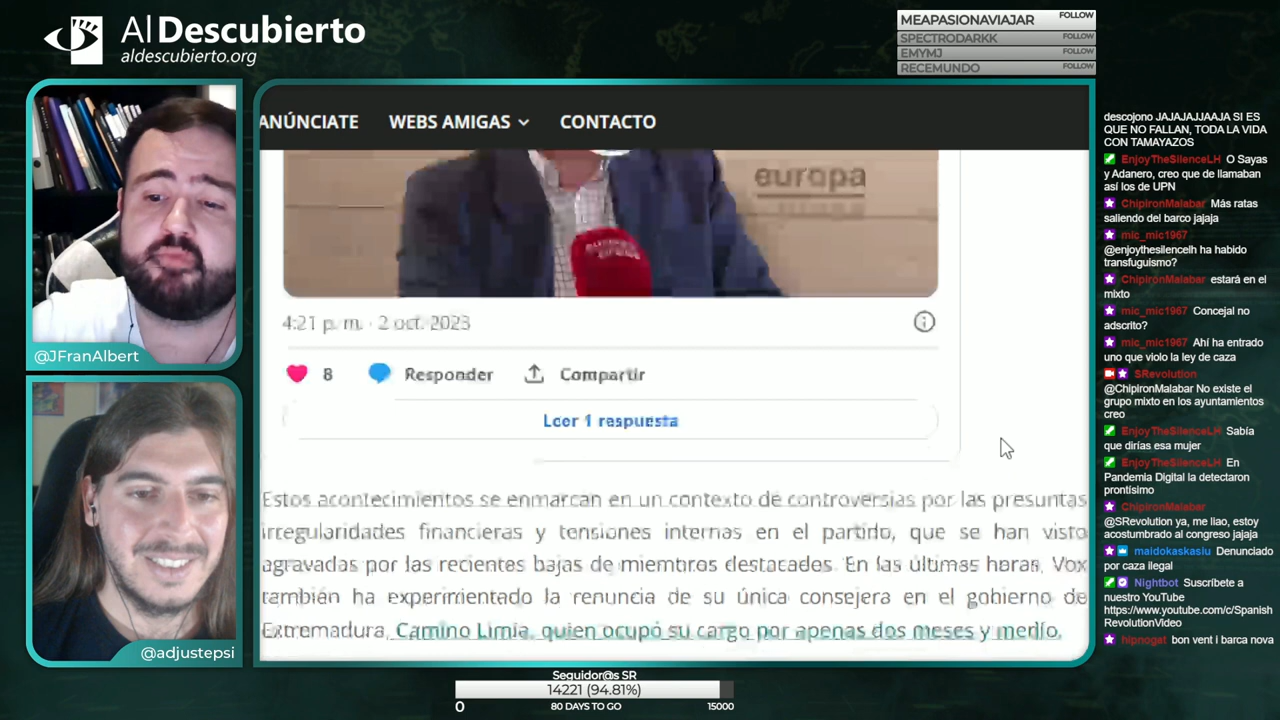 Al Descubierto
aldescubierto.org
MEAPASIONAVIAJAR FOLLOW
SPECTRODARKK FOLLOW
EMYMJ FOLLOW
RECEMUNDO FOLLOW
@JFranAlbert
@adjustepsi
ANÚNCIATE WEBS AMIGAS CONTACTO
europa
4:21 p. m. · 2 oct. 2023
8 Responder Compartir
Leer 1 respuesta
Estos acontecimientos se enmarcan en un contexto de controversias por las presuntas
irregularidades financieras y tensiones internas en el partido, que se han visto
agravadas por las recientes bajas de miembros destacados. En las últimas horas, Vox
también ha experimentado la renuncia de su única consejera en el gobierno de
Extremadura, Camino Limia, quien ocupó su cargo por apenas dos meses y medio.
descojono JAJAJAJJAAJA SI ES
QUE NO FALLAN, TODA LA VIDA
CON TAMAYAZOS
EnjoyTheSilenceLH O Sayas
y Adanero, creo que de llamaban
así los de UPN
ChipironMalabar Más ratas
saliendo del barco jajaja
mic_mic1967
@enjoythesilencelh ha habido
transfuguismo?
ChipironMalabar estará en el
mixto
mic_mic1967 Concejal no
adscrito?
mic_mic1967 Ahí ha entrado
uno que violo la ley de caza
SRevolution
@ChipironMalabar No existe el
grupo mixto en los ayuntamientos
creo
EnjoyTheSilenceLH Sabía
que dirías esa mujer
EnjoyTheSilenceLH En
Pandemia Digital la detectaron
prontísimo
ChipironMalabar
@SRevolution ya, me liao, estoy
acostumbrado al congreso jajaja
maidokaskasiu Denunciado
por caza ilegal
Nightbot Suscríbete a
nuestro YouTube
https://www.youtube.com/c/Spanish
RevolutionVideo
hipnogat bon vent i barca nova
Seguidor@s SR
14221 (94.81%)
0 80 DAYS TO GO 15000